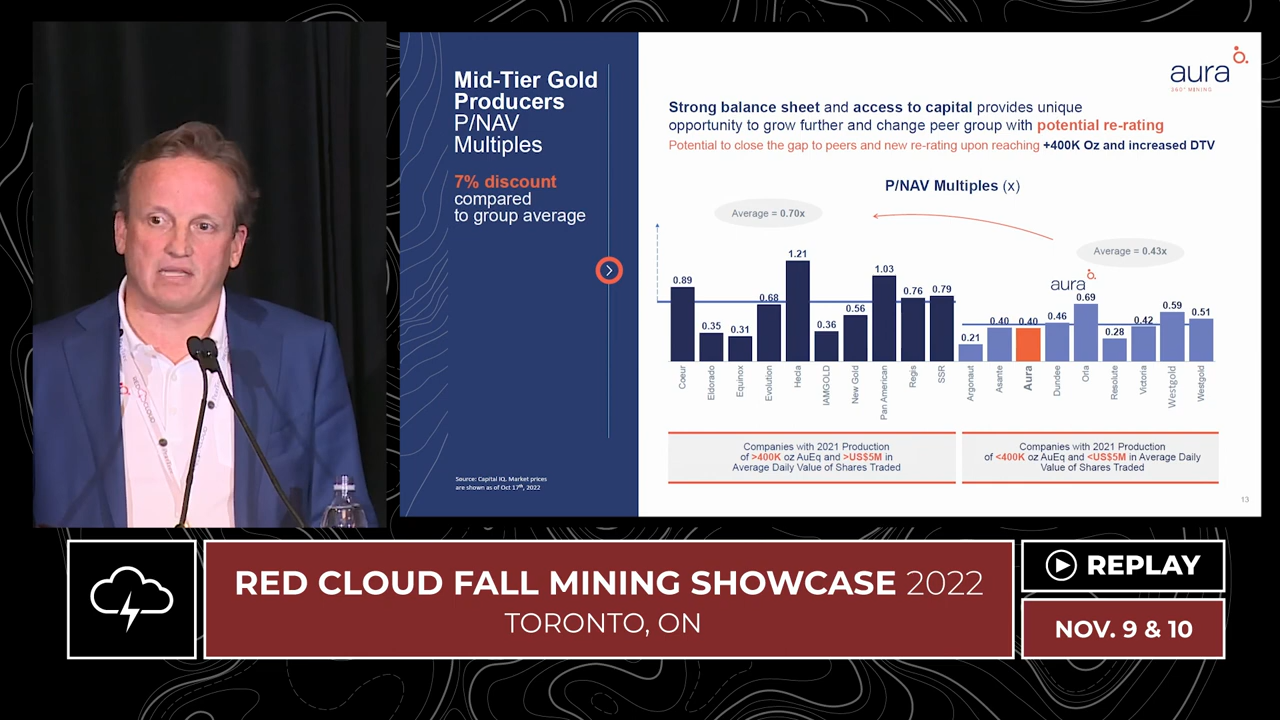 Mid-Tier Gold
Producers
P/NAV
Multiples
7% discount
compared
to group average
Source: Capital IQ. Market prices
are shown as of Oct 17th, 2022
aura
360° MINING
Strong balance sheet and access to capital provides unique
opportunity to grow further and change peer group with potential re-rating
Potential to close the gap to peers and new re-rating upon reaching +400K Oz and increased DTV
P/NAV Multiples (x)
Average = 0.70x
Average = 0.43x
aura
0.89
0.35
0.31
0.68
1.21
0.36
0.56
1.03
0.76
0.79
0.21
0.40
0.40
0.46
0.69
0.28
0.42
0.59
0.51
Coeur
Eldorado
Equinox
Evolution
Hecla
IAMGOLD
New Gold
Pan American
Regis
SSR
Argonaut
Asante
Aura
Dundee
Orla
Resolute
Victoria
Westgold
Westgold
Companies with 2021 Production
of >400K oz AuEq and >US$5M in
Average Daily Value of Shares Traded
Companies with 2021 Production
of <400K oz AuEq and <US$5M in Average Daily
Value of Shares Traded
13
RED CLOUD FALL MINING SHOWCASE 2022
TORONTO, ON
REPLAY
NOV. 9 & 10